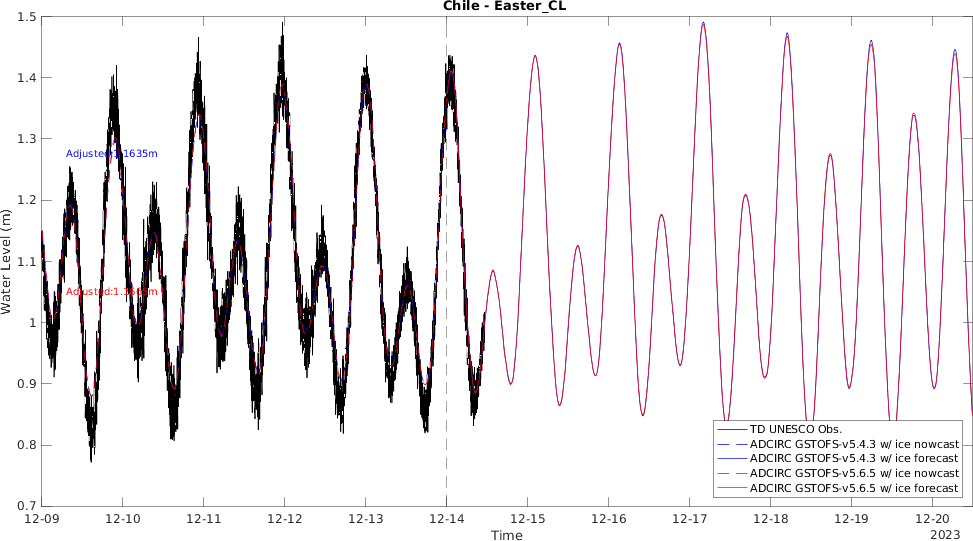 Chile - Easter_CL
1.5
1.4
1.3
1.2
1.1
1
0.9
0.8
0.7
Water Level (m)
Adjusted:1.1635m
TD UNESCO Obs.
ADCIRC GSTOFS-v5.4.3 w/ ice nowcast
ADCIRC GSTOFS-v5.4.3 w/ ice forecast
ADCIRC GSTOFS-v5.6.5 w/ ice nowcast
ADCIRC GSTOFS-v5.6.5 w/ ice forecast
12-09 12-10 12-11 12-12 12-13 12-14 12-15 12-16 12-17 12-18 12-19 12-20
Time
2023